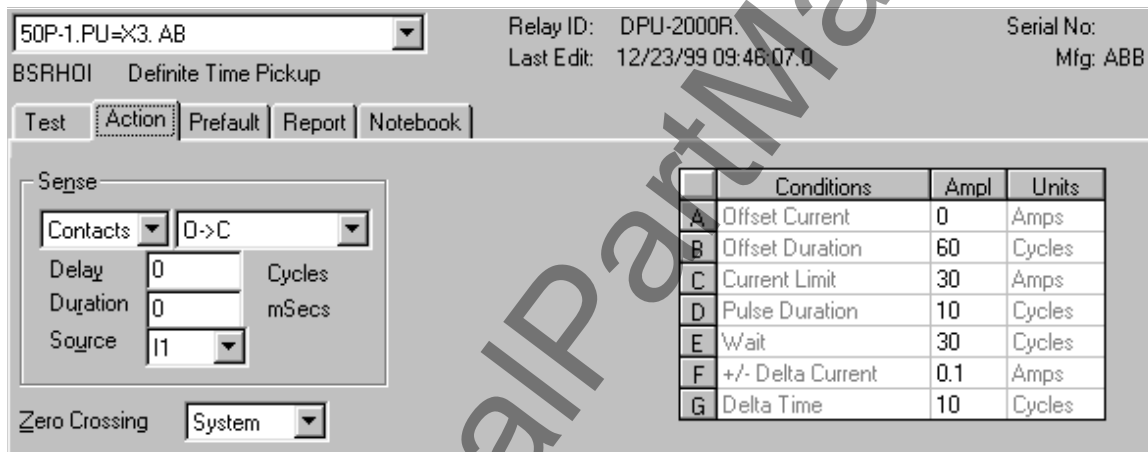 50P-1.PU=X3. AB
Relay ID: DPU-2000R.
Serial No:
BSRHOI Definite Time Pickup
Last Edit: 12/23/99 09:46:07.0
Mfg: ABB
Test Action Prefault Report Notebook
Sense
Contacts O->C
Delay 0 Cycles
Duration 0 mSecs
Source I1
Zero Crossing System
Conditions Ampl Units
A Offset Current 0 Amps
B Offset Duration 60 Cycles
C Current Limit 30 Amps
D Pulse Duration 10 Cycles
E Wait 30 Cycles
F +/- Delta Current 0.1 Amps
G Delta Time 10 Cycles